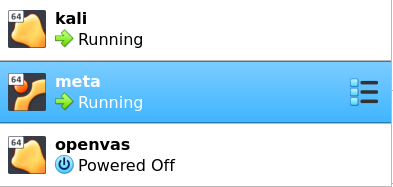 64
kali
Running
64
meta
Running
64
openvas
Powered Off